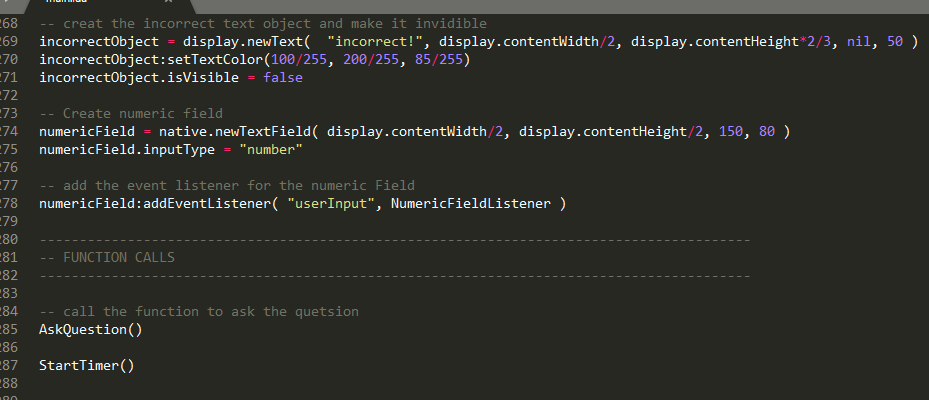 main.lua
268 -- creat the incorrect text object and make it invidible
269 incorrectObject = display.newText(  "incorrect!", display.contentWidth/2, display.contentHeight*2/3, nil, 50 )
270 incorrectObject:setTextColor(100/255, 200/255, 85/255)
271 incorrectObject.isVisible = false
272
273 -- Create numeric field
274 numericField = native.newTextField( display.contentWidth/2, display.contentHeight/2, 150, 80 )
275 numericField.inputType = "number"
276
277 -- add the event listener for the numeric Field
278 numericField:addEventListener( "userInput", NumericFieldListener )
279
280 -----------------------------------------------------------------------------------------
281 -- FUNCTION CALLS
282 -----------------------------------------------------------------------------------------
283
284 -- call the function to ask the quetsion
285 AskQuestion()
286
287 StartTimer()
288
289